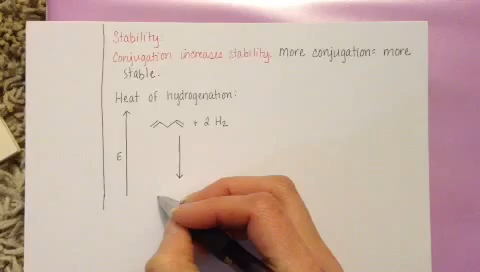 Stability:
Conjugation increases stability. More conjugation = more
stable.
Heat of hydrogenation:
+ 2 H₂
E